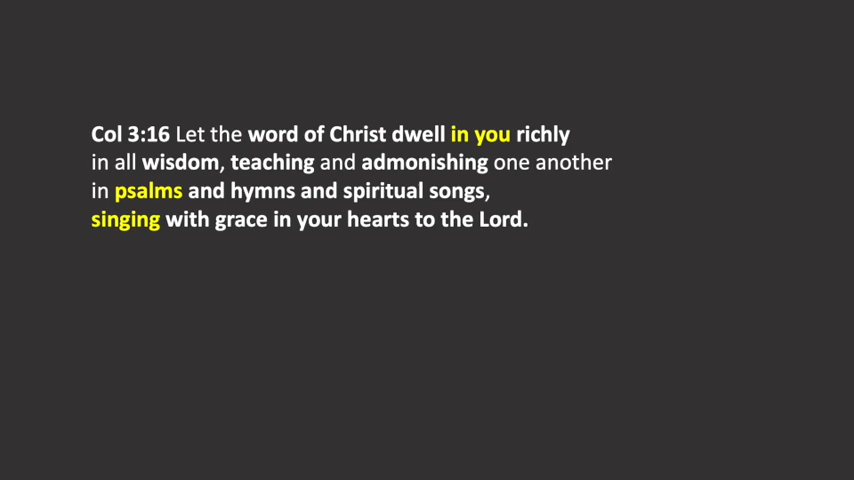 Col 3:16 Let the word of Christ dwell in you richly
in all wisdom, teaching and admonishing one another
in psalms and hymns and spiritual songs,
singing with grace in your hearts to the Lord.